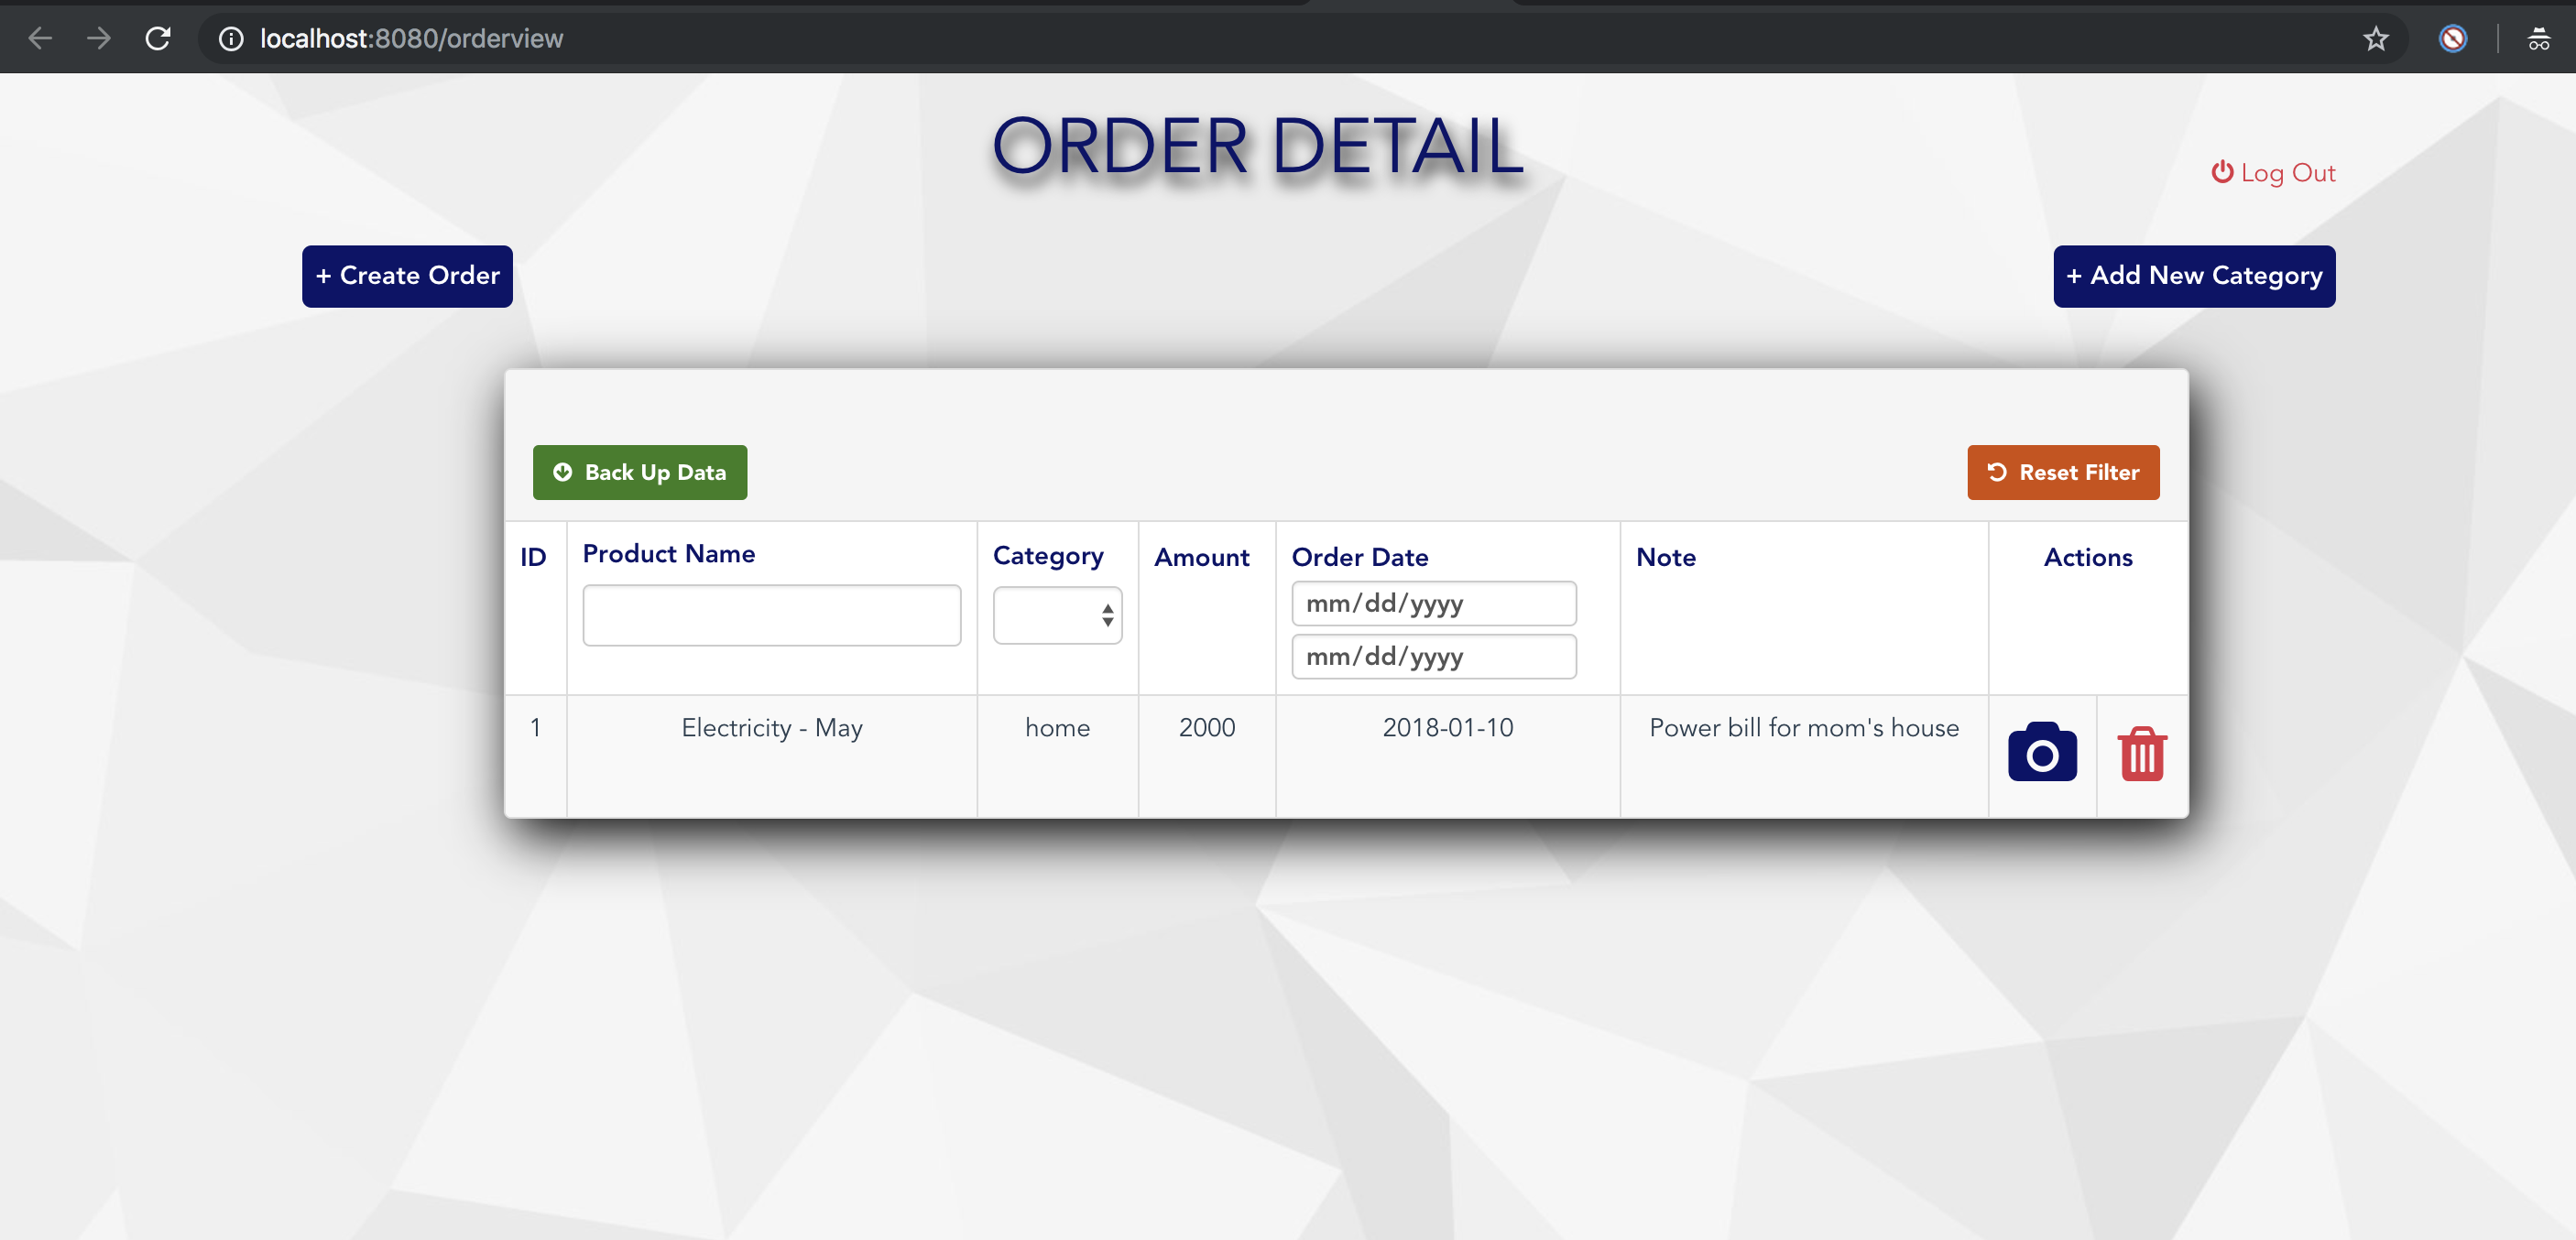 localhost:8080/orderview
ORDER DETAIL
Log Out
+ Create Order
+ Add New Category
Back Up Data
Reset Filter
ID
Product Name
Category
Amount
Order Date
Note
Actions
mm/dd/yyyy
mm/dd/yyyy
1
Electricity - May
home
2000
2018-01-10
Power bill for mom's house